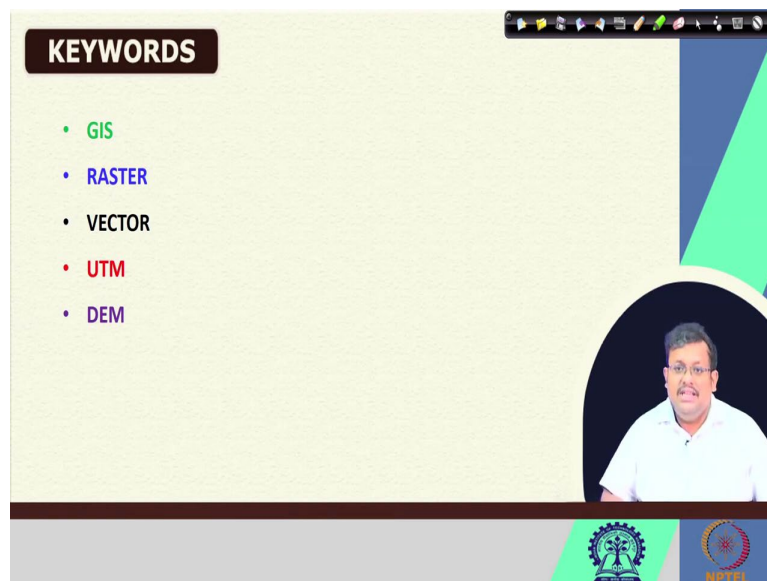 KEYWORDS
• GIS
• RASTER
• VECTOR
• UTM
• DEM
NPTEL